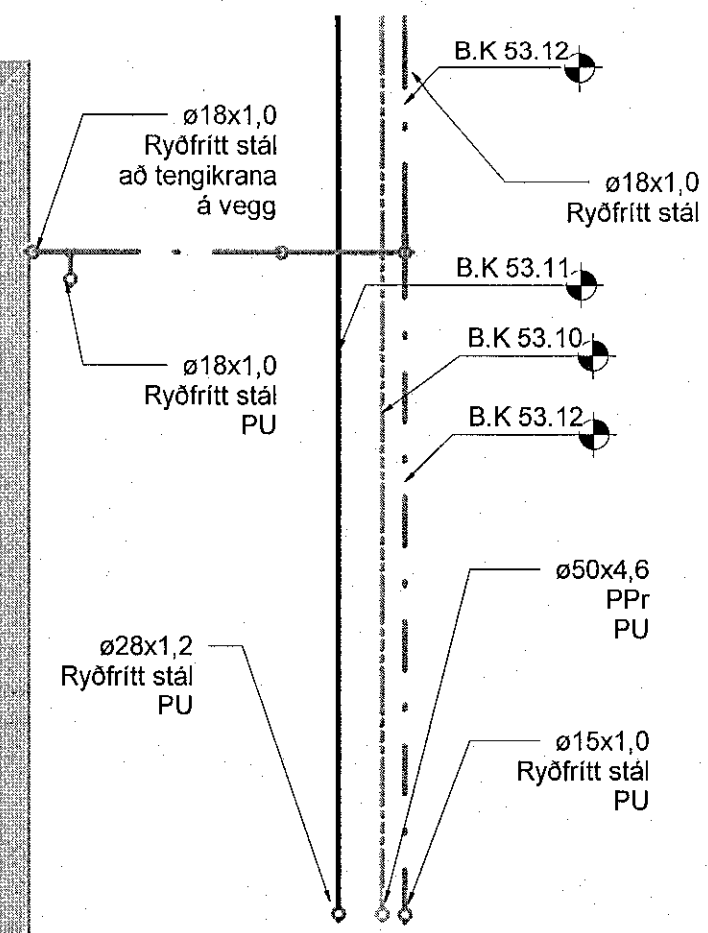 B.K 53.12
ø18x1,0
Ryðfrítt stál
að tengikrana
á vegg
ø18x1,0
Ryðfrítt stál
B.K 53.11
B.K 53.10
ø18x1,0
Ryðfrítt stál
PU
B.K 53.12
ø50x4,6
PPr
PU
ø28x1,2
Ryðfrítt stál
PU
ø15x1,0
Ryðfrítt stál
PU